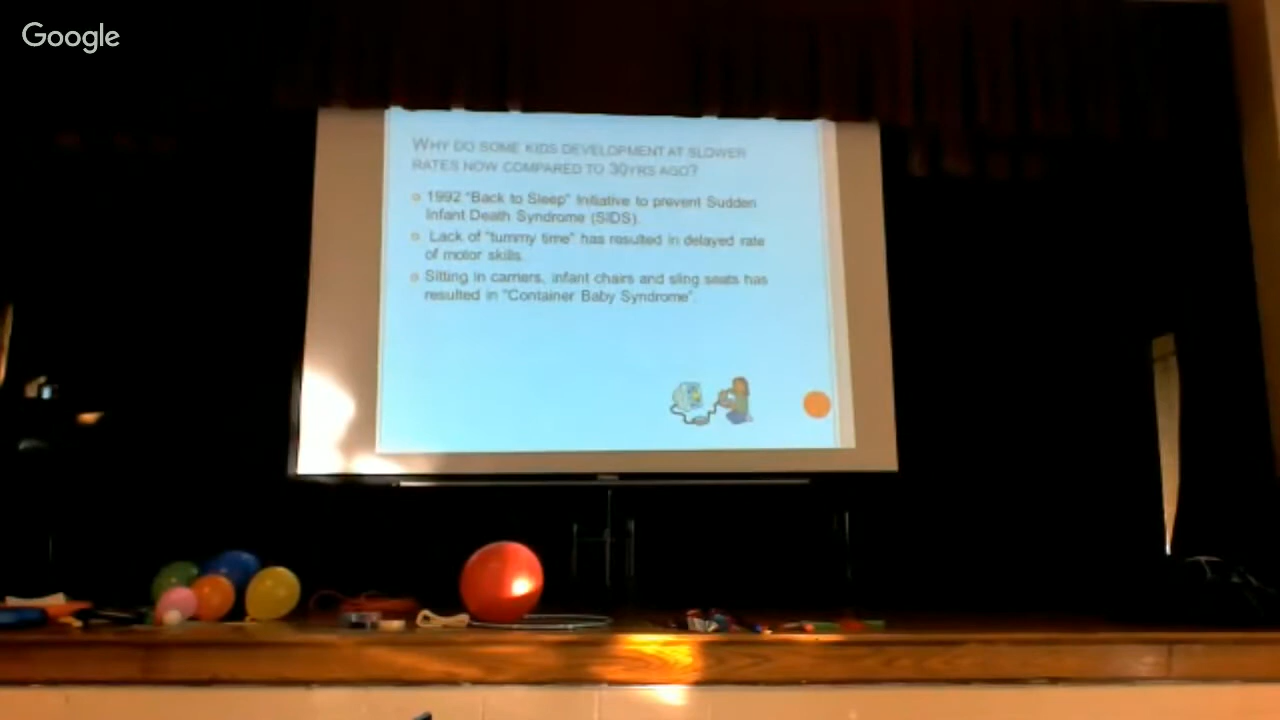 Google
WHY DO SOME KIDS DEVELOPMENT AT SLOWER
RATES NOW COMPARED TO 30YRS AGO?
1992 "Back to Sleep" Initiative to prevent Sudden
Infant Death Syndrome (SIDS).
Lack of "tummy time" has resulted in delayed rate
of motor skills.
Sitting in carriers, infant chairs and sling seats has
resulted in "Container Baby Syndrome".